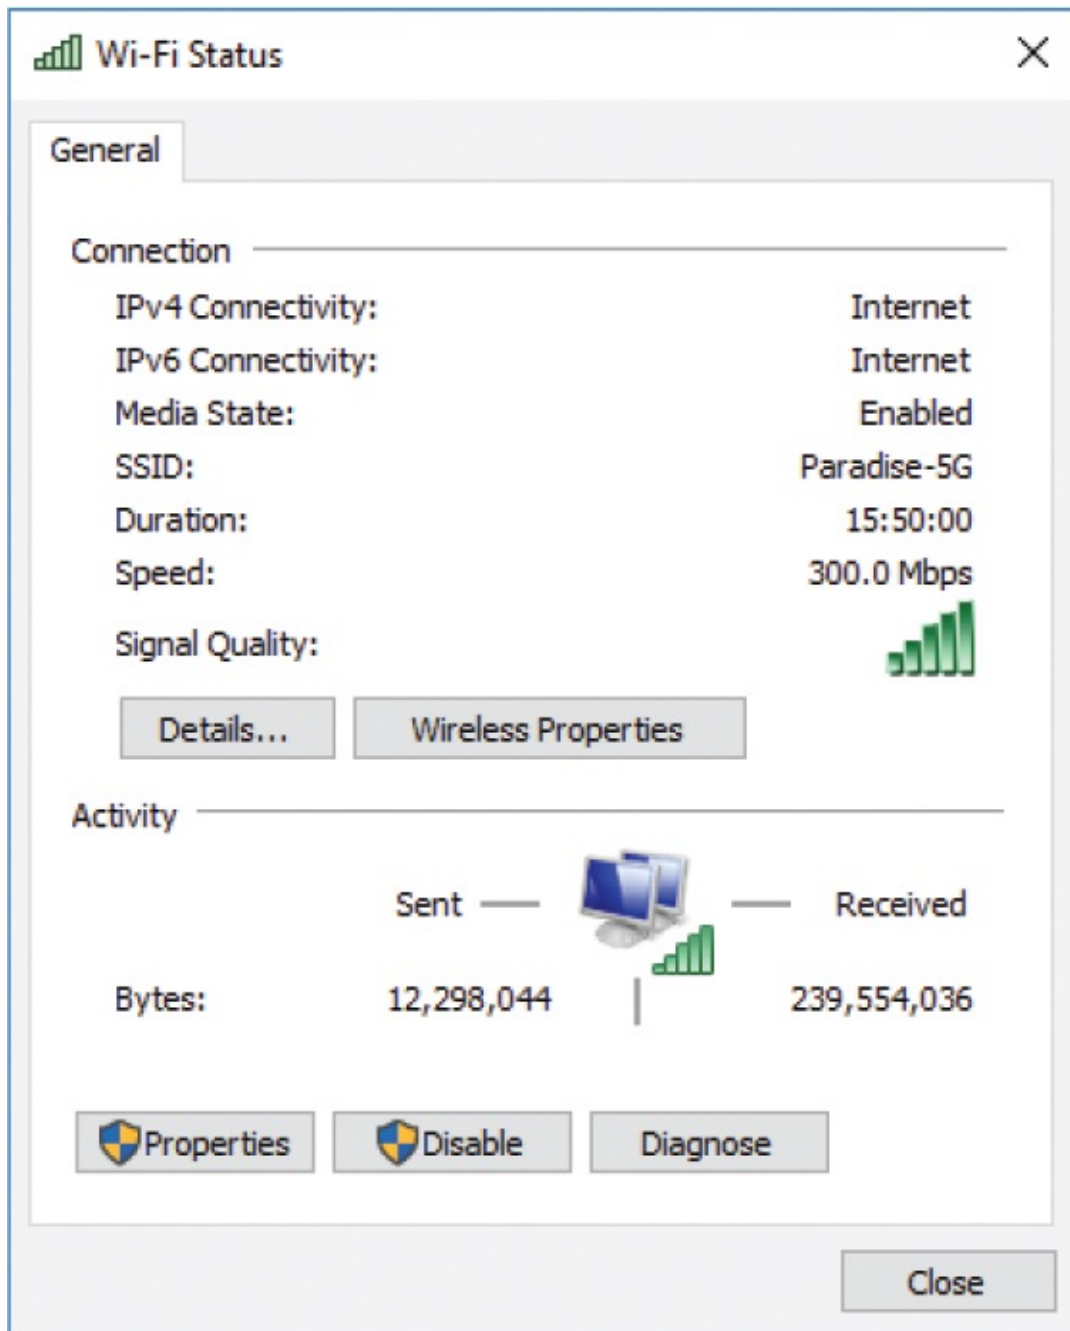 Wi-Fi Status
General
Connection
IPv4 Connectivity: Internet
IPv6 Connectivity: Internet
Media State: Enabled
SSID: Paradise-5G
Duration: 15:50:00
Speed: 300.0 Mbps
Signal Quality:
Details... Wireless Properties
Activity
Sent Received
Bytes: 12,298,044 239,554,036
Properties Disable Diagnose
Close